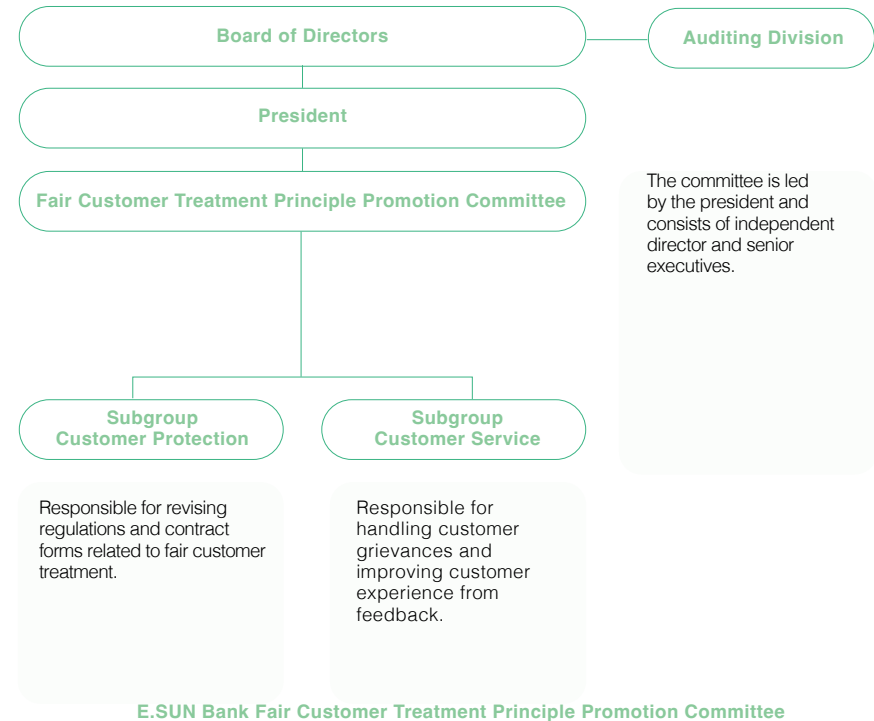 Board of Directors
Auditing Division
President
Fair Customer Treatment Principle Promotion Committee
The committee is led
by the president and
consists of independent
director and senior
executives.
Subgroup
Customer Protection
Subgroup
Customer Service
Responsible for revising
regulations and contract
forms related to fair customer
treatment.
Responsible for
handling customer
grievances and
improving customer
experience from
feedback.
E.SUN Bank Fair Customer Treatment Principle Promotion Committee